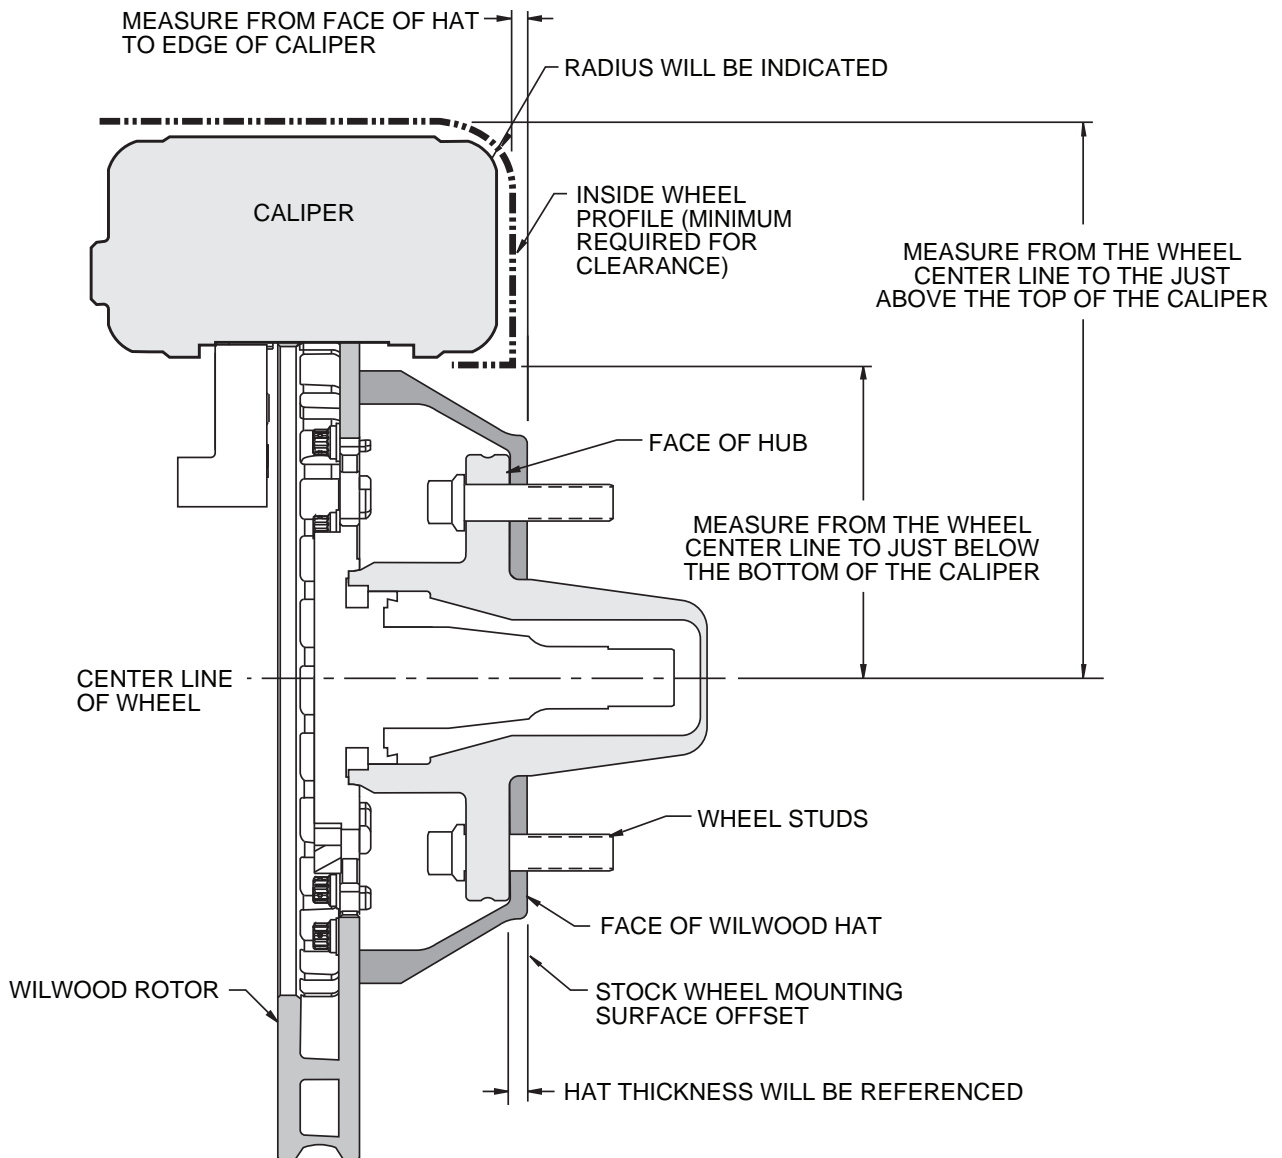 MEASURE FROM FACE OF HAT
TO EDGE OF CALIPER
RADIUS WILL BE INDICATED
CALIPER
INSIDE WHEEL
PROFILE (MINIMUM
REQUIRED FOR
CLEARANCE)
MEASURE FROM THE WHEEL
CENTER LINE TO THE JUST
ABOVE THE TOP OF THE CALIPER
FACE OF HUB
MEASURE FROM THE WHEEL
CENTER LINE TO JUST BELOW
THE BOTTOM OF THE CALIPER
CENTER LINE
OF WHEEL
WHEEL STUDS
FACE OF WILWOOD HAT
WILWOOD ROTOR
STOCK WHEEL MOUNTING
SURFACE OFFSET
HAT THICKNESS WILL BE REFERENCED